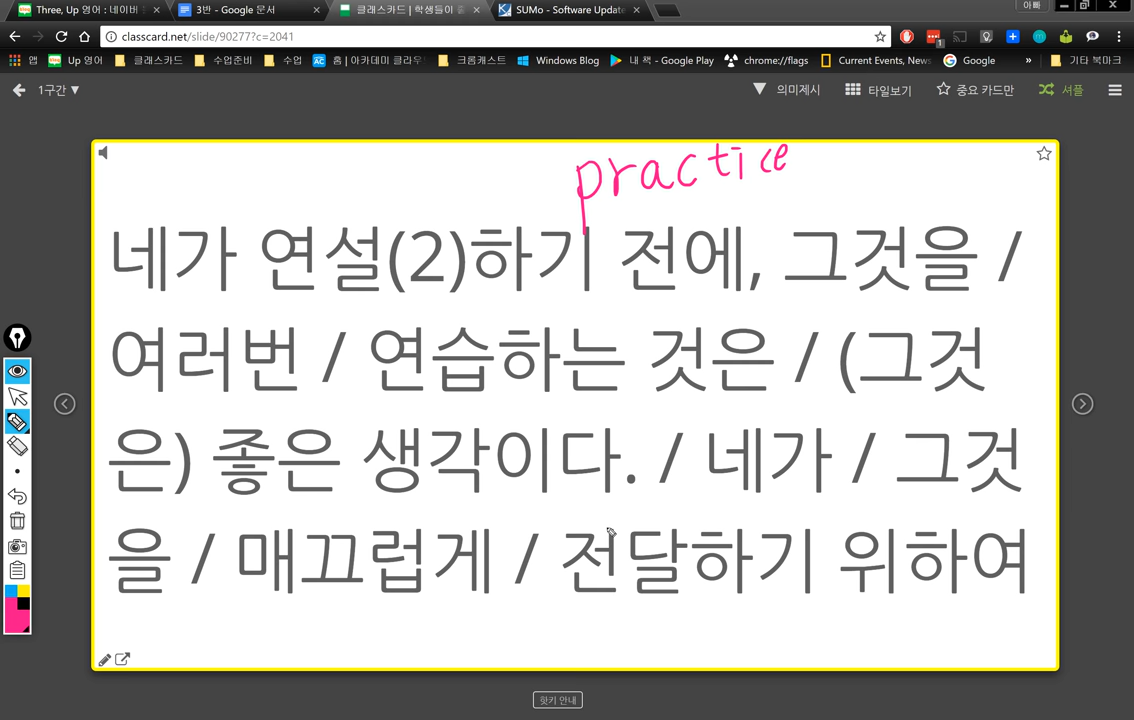 Three, Up 영어 : 네이버 블
3반 - Google 문서
클래스카드 | 학생들이 좋
SUMo - Software Update
아빠
classcard.net/slide/90277?c=2041
앱
Up 영어
클래스카드
수업준비
수업
홈 | 아카데미 클라우
크롬캐스트
Windows Blog
내 책 - Google Play
chrome://flags
Current Events, News
Google
»
기타 북마크
1구간 ▼
의미제시
타일보기
중요 카드만
셔플
practice
네가 연설(2)하기 전에, 그것을 /
여러번 / 연습하는 것은 / (그것
은) 좋은 생각이다. / 네가 / 그것
을 / 매끄럽게 / 전달하기 위하여
핫키 안내